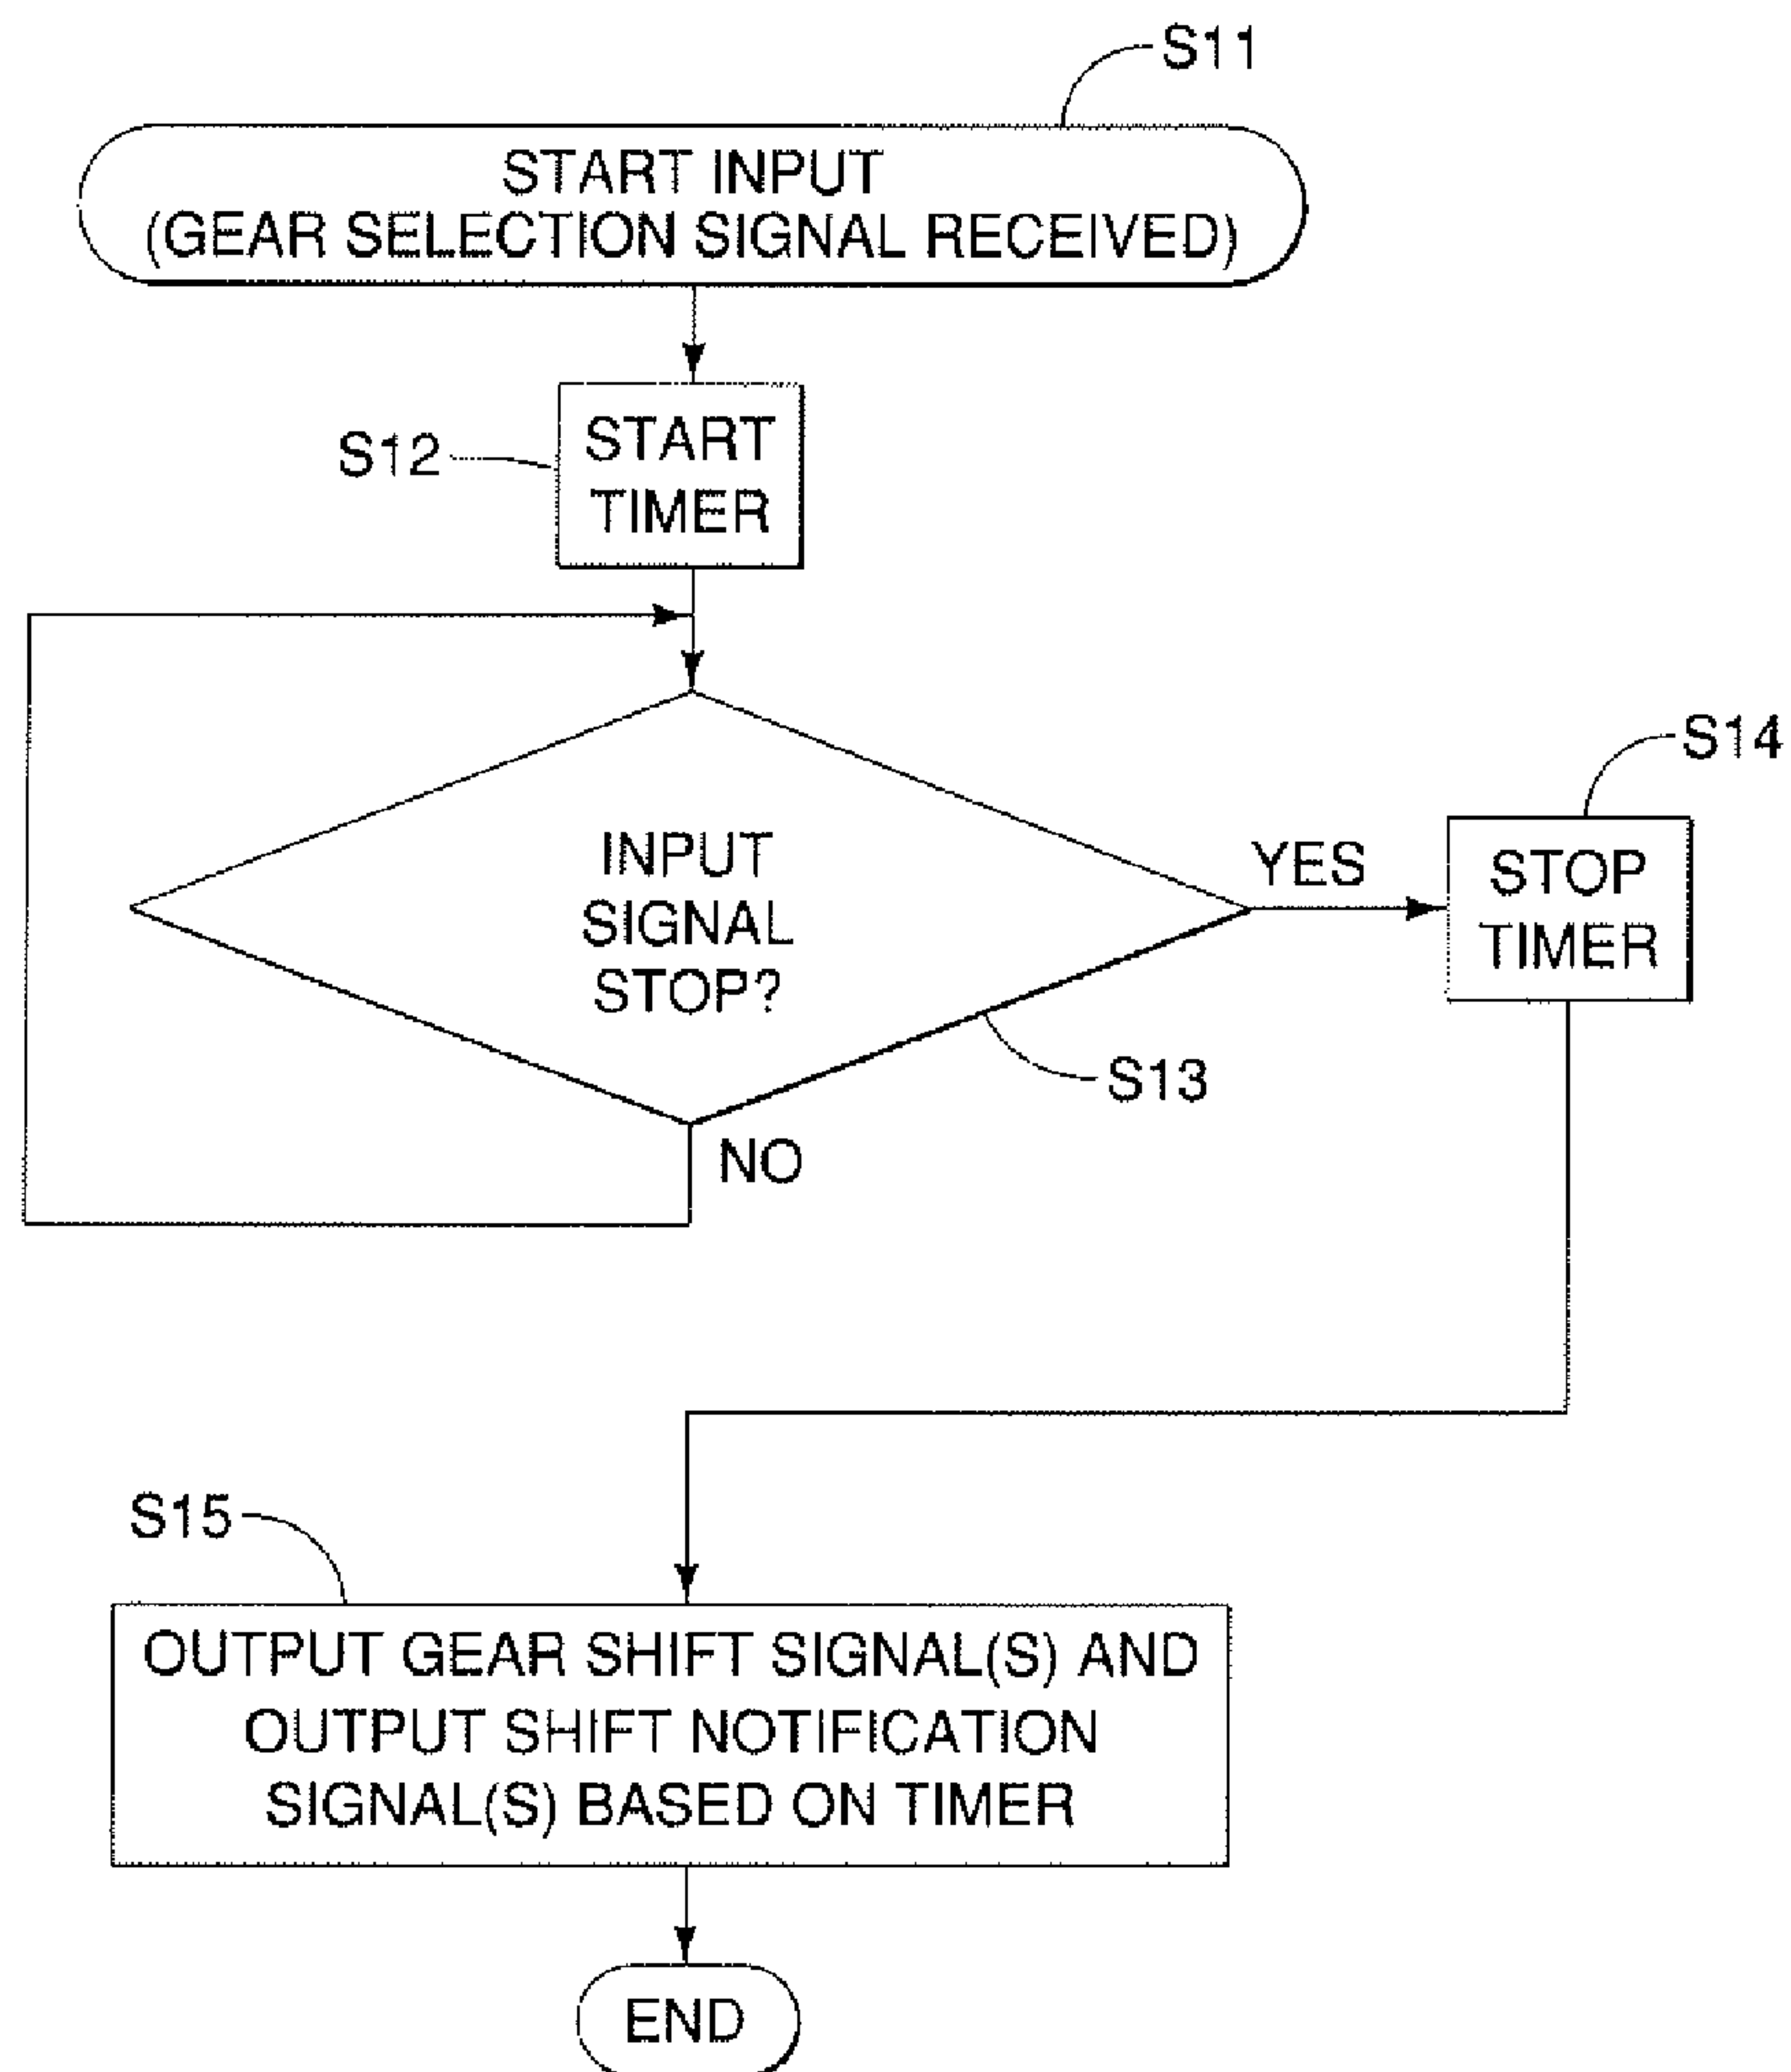 S11
START INPUT
(GEAR SELECTION SIGNAL RECEIVED)
S12
START
TIMER
INPUT
SIGNAL
STOP?
YES
S14
STOP
TIMER
S13
NO
S15
OUTPUT GEAR SHIFT SIGNAL(S) AND
OUTPUT SHIFT NOTIFICATION
SIGNAL(S) BASED ON TIMER
END